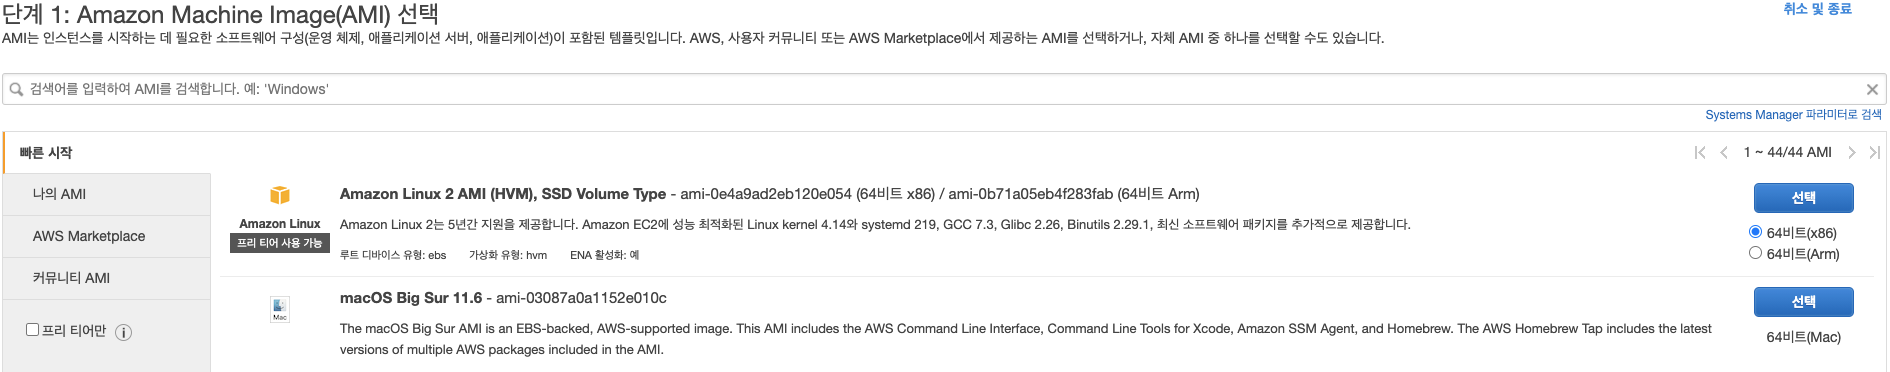 단계 1: Amazon Machine Image(AMI) 선택
취소 및 종료
AMI는 인스턴스를 시작하는 데 필요한 소프트웨어 구성(운영 체제, 애플리케이션 서버, 애플리케이션)이 포함된 템플릿입니다. AWS, 사용자 커뮤니티 또는 AWS Marketplace에서 제공하는 AMI를 선택하거나, 자체 AMI 중 하나를 선택할 수도 있습니다.
검색어를 입력하여 AMI를 검색합니다. 예: 'Windows'
Systems Manager 파라미터로 검색
빠른 시작
1 ~ 44/44 AMI
나의 AMI
AWS Marketplace
커뮤니티 AMI
프리 티어만
Amazon Linux
프리 티어 사용 가능
Amazon Linux 2 AMI (HVM), SSD Volume Type - ami-0e4a9ad2eb120e054 (64비트 x86) / ami-0b71a05eb4f283fab (64비트 Arm)
Amazon Linux 2는 5년간 지원을 제공합니다. Amazon EC2에 성능 최적화된 Linux kernel 4.14와 systemd 219, GCC 7.3, Glibc 2.26, Binutils 2.29.1, 최신 소프트웨어 패키지를 추가적으로 제공합니다.
루트 디바이스 유형: ebs 가상화 유형: hvm ENA 활성화: 예
선택
64비트(x86)
64비트(Arm)
Mac
macOS Big Sur 11.6 - ami-03087a0a1152e010c
The macOS Big Sur AMI is an EBS-backed, AWS-supported image. This AMI includes the AWS Command Line Interface, Command Line Tools for Xcode, Amazon SSM Agent, and Homebrew. The AWS Homebrew Tap includes the latest
versions of multiple AWS packages included in the AMI.
선택
64비트(Mac)